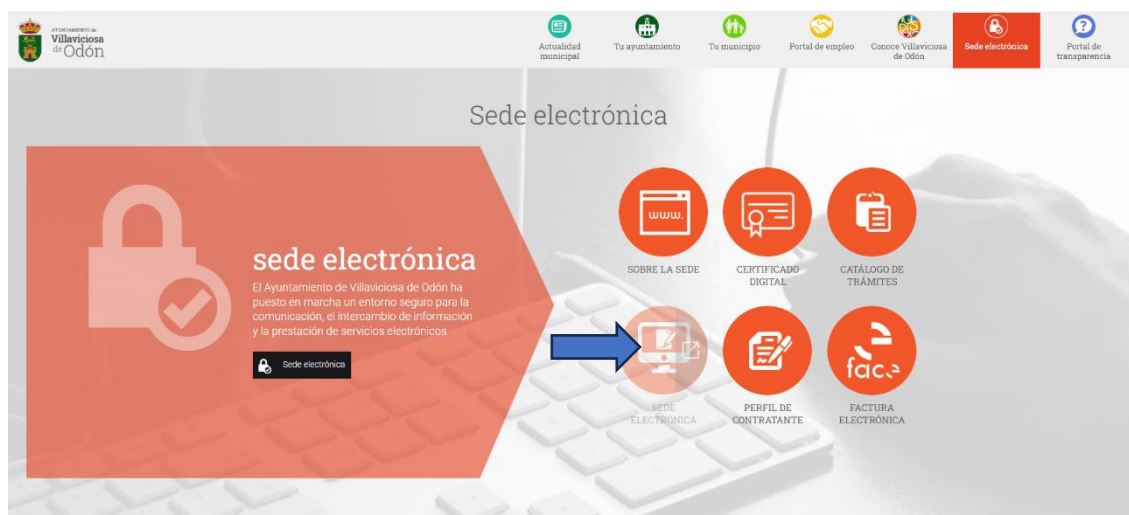 AYUNTAMIENTO de
Villaviciosa
de Odón
Actualidad
municipal
Tu ayuntamiento
Tu municipio
Portal de empleo
Conoce Villaviciosa
de Odón
Sede electrónica
Portal de
transparencia
Sede electrónica
sede electrónica
El Ayuntamiento de Villaviciosa de Odón ha
puesto en marcha un entorno seguro para la
comunicación, el intercambio de información
y la prestación de servicios electrónicos
Sede electrónica
www.
SOBRE LA SEDE
CERTIFICADO
DIGITAL
CATÁLOGO DE
TRÁMITES
SEDE
ELECTRÓNICA
PERFIL DE
CONTRATANTE
face
FACTURA
ELECTRÓNICA